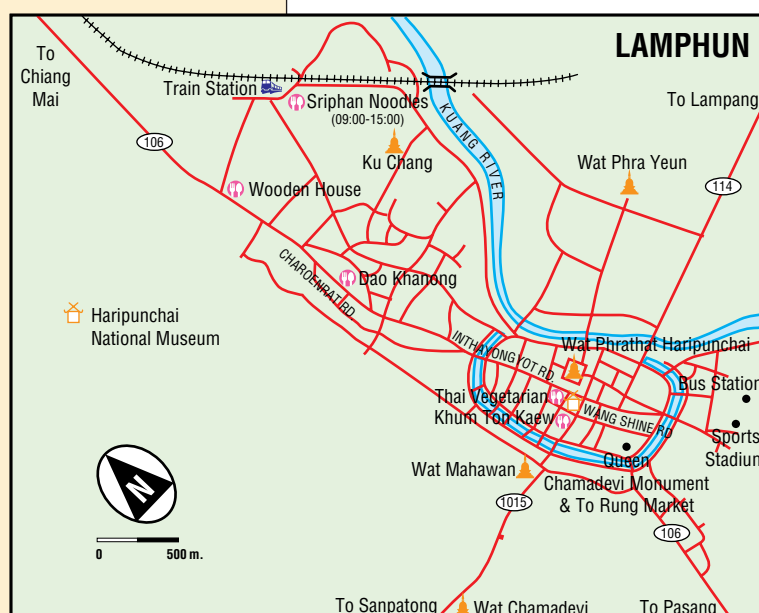 LAMPHUN
To
Chiang
Mai
Train Station
Sriphan Noodles
(09:00-15:00)
To Lampang
106
Ku Chang
KUANG RIVER
Wat Phra Yeun
114
Wooden House
CHAROENRAT RD.
Dao Khanong
Haripunchai
National Museum
INTHAYONGYOT RD.
Wat Phrathat Haripunchai
Bus Station
Thai Vegetarian
Khum Ton Kaew
WANG SHINE RD
Sports
Stadium
Queen
Chamadevi Monument
& To Rung Market
Wat Mahawan
1015
106
N
0 500 m.
To Sanpatong
Wat Chamadevi
To Pasang